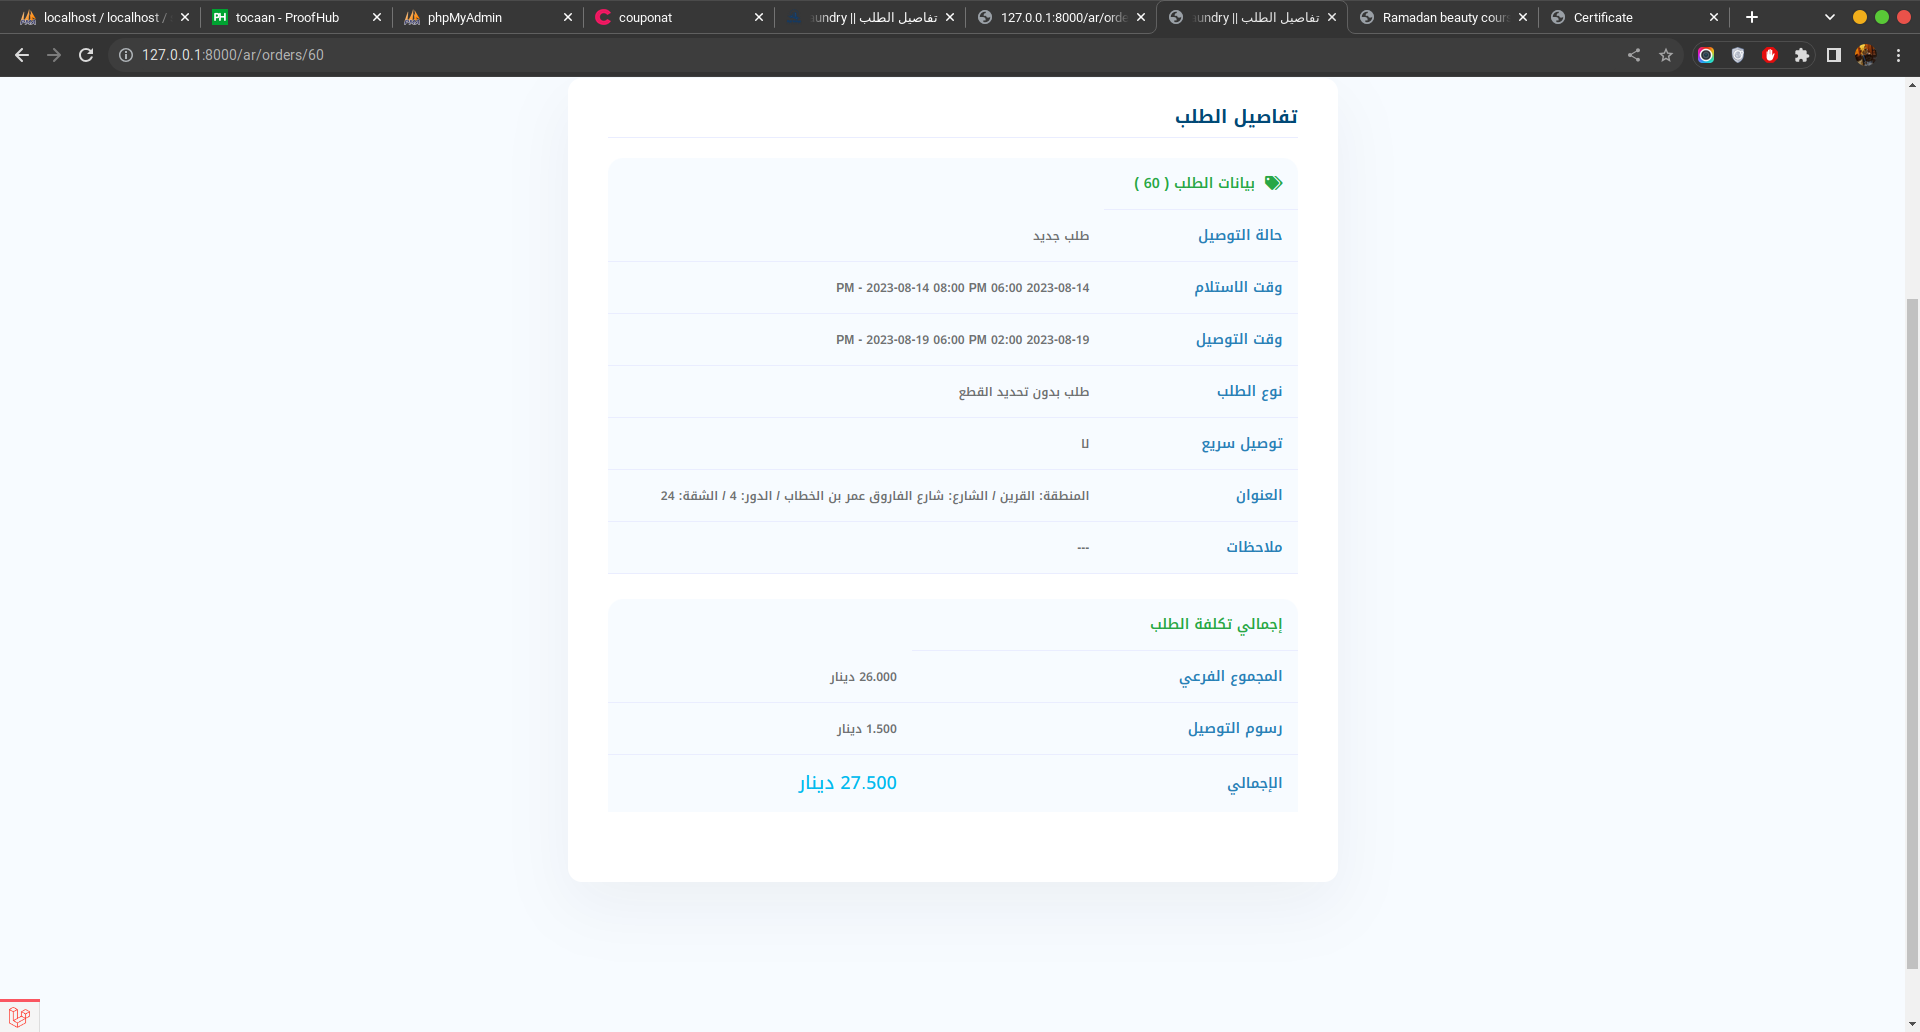 localhost / localhost /
tocaan - ProofHub
phpMyAdmin
couponat
تفاصيل الطلب || aundry
127.0.0.1:8000/ar/orde
تفاصيل الطلب || aundry
Ramadan beauty cour
Certificate
127.0.0.1:8000/ar/orders/60
تفاصيل الطلب
بيانات الطلب ( 60 )
حالة التوصيل
طلب جديد
وقت الاستلام
2023-08-14 06:00 PM - 2023-08-14 08:00 PM
وقت التوصيل
2023-08-19 02:00 PM - 2023-08-19 06:00 PM
نوع الطلب
طلب بدون تحديد القطع
توصيل سريع
لا
العنوان
المنطقة: القرين / الشارع: شارع الفاروق عمر بن الخطاب / الدور: 4 / الشقة: 24
ملاحظات
---
إجمالي تكلفة الطلب
المجموع الفرعي
26.000 دينار
رسوم التوصيل
1.500 دينار
الإجمالي
27.500 دينار